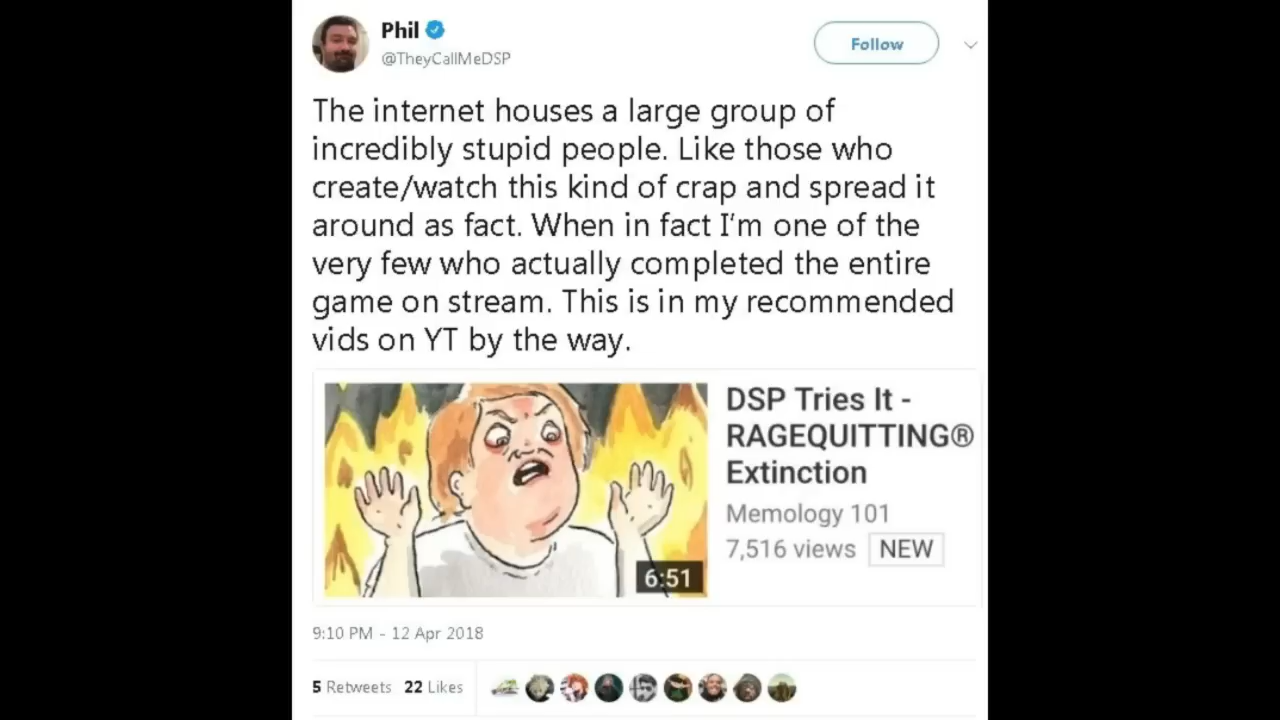 Phil
Follow
@TheyCallMeDSP
The internet houses a large group of
incredibly stupid people. Like those who
create/watch this kind of crap and spread it
around as fact. When in fact I'm one of the
very few who actually completed the entire
game on stream. This is in my recommended
vids on YT by the way.
DSP Tries It -
RAGEQUITTING®
Extinction
Memology 101
7,516 views NEW
6:51
9:10 PM - 12 Apr 2018
5 Retweets 22 Likes